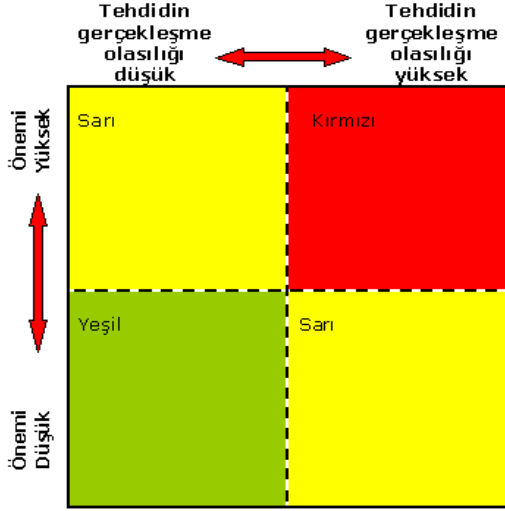 Tehdidin
gerçekleşme
olasılığı
düşük
Tehdidin
gerçekleşme
olasılığı
yüksek
Önemi
Yüksek
Sarı
Kırmızı
Yeşil
Sarı
Önemi
Düşük